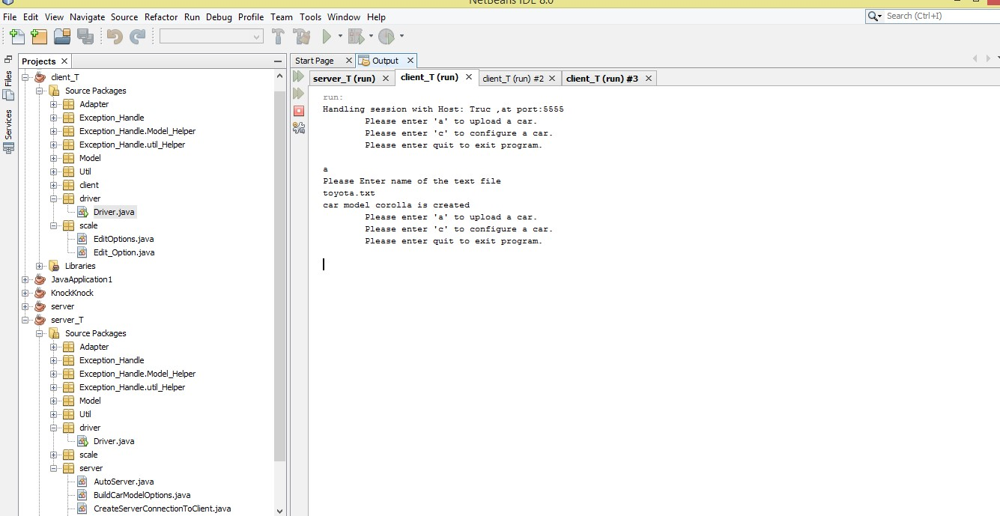 NetBeans IDE 8.0
File Edit View Navigate Source Refactor Run Debug Profile Team Tools Window Help
Search (Ctrl+I)
Files
Services
Projects
client_T
Source Packages
Adapter
Exception_Handle
Exception_Handle.Model_Helper
Exception_Handle.util_Helper
Model
Util
client
driver
Driver.java
scale
EditOptions.java
Edit_Option.java
Libraries
JavaApplication1
KnockKnock
server
server_T
Source Packages
Adapter
Exception_Handle
Exception_Handle.Model_Helper
Exception_Handle.util_Helper
Model
Util
driver
Driver.java
scale
server
AutoServer.java
BuildCarModelOptions.java
CreateServerConnectionToClient.java
Start Page Output
server_T (run) client_T (run) client_T (run) #2 client_T (run) #3
run:
Handling session with Host: Truc ,at port:5555
Please enter 'a' to upload a car.
Please enter 'c' to configure a car.
Please enter quit to exit program.
a
Please Enter name of the text file
toyota.txt
car model corolla is created
Please enter 'a' to upload a car.
Please enter 'c' to configure a car.
Please enter quit to exit program.